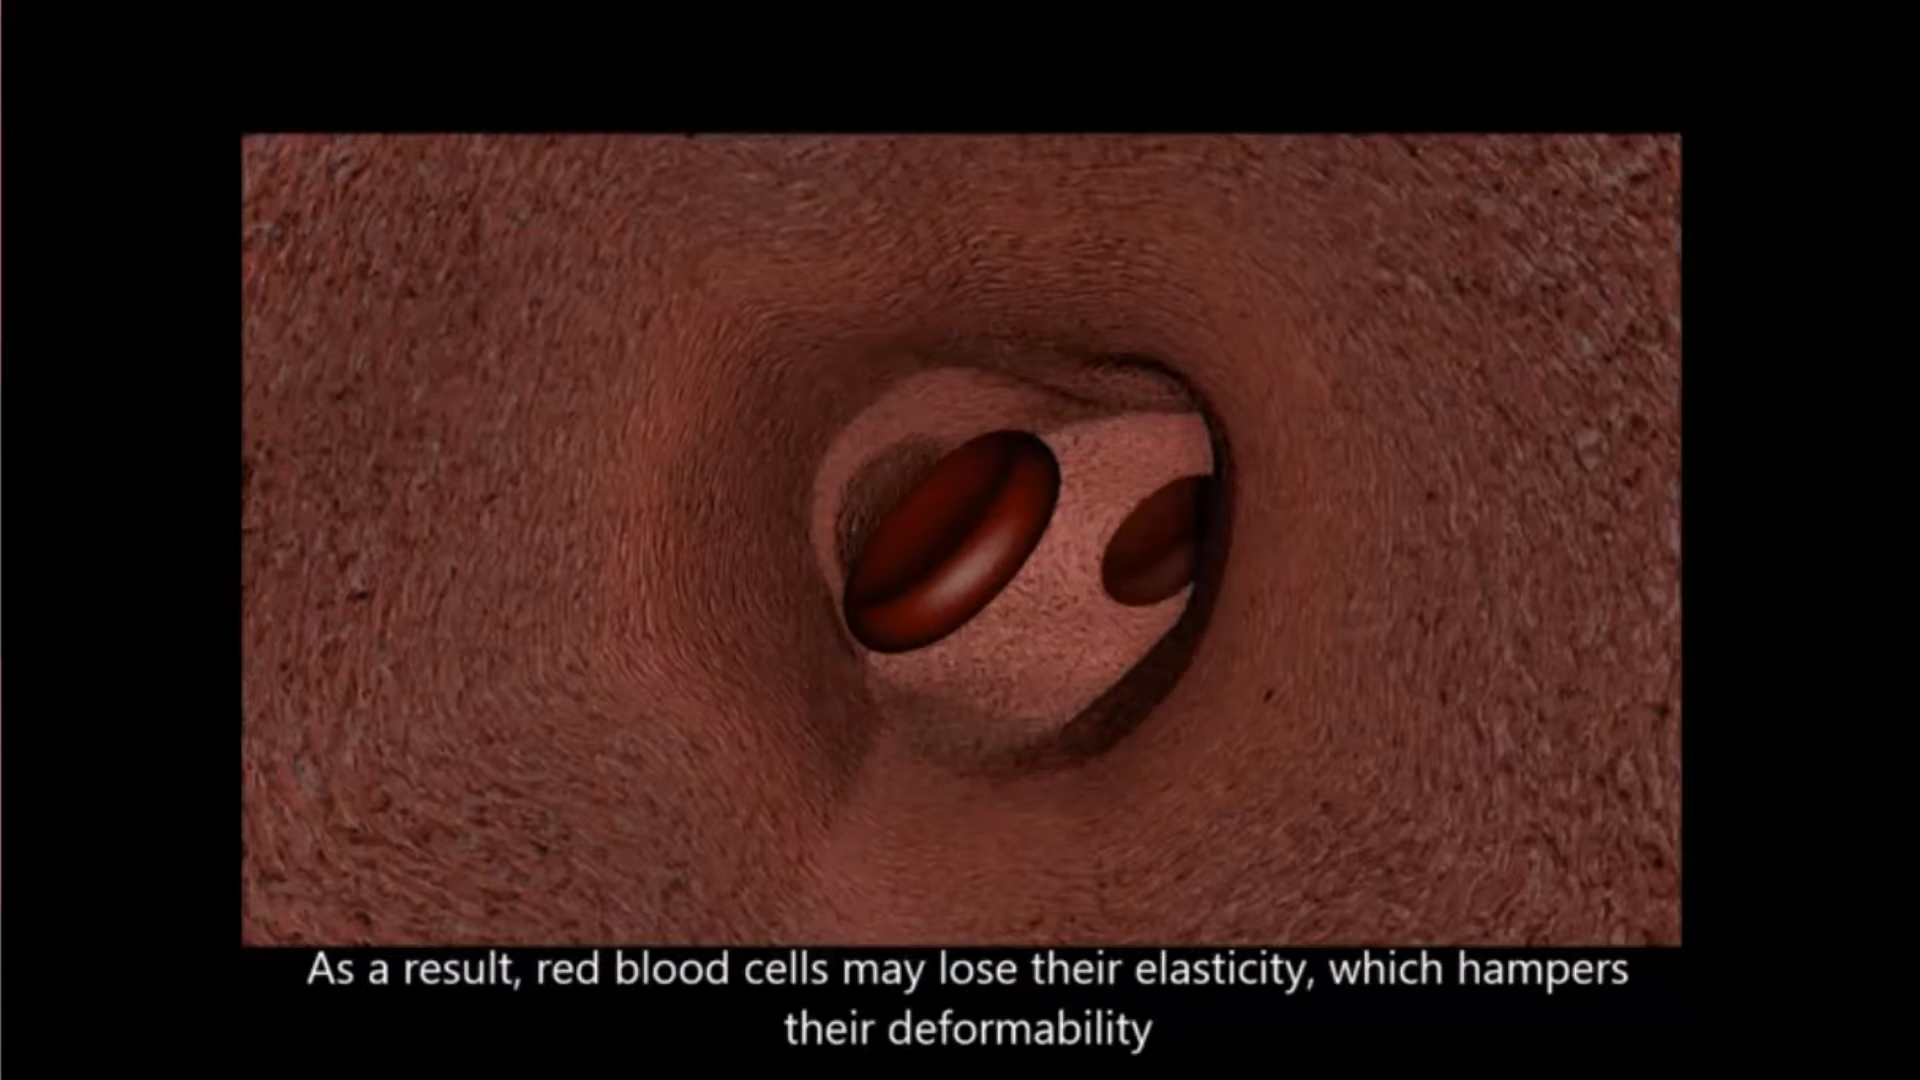 As a result, red blood cells may lose their elasticity, which hampers
their deformability